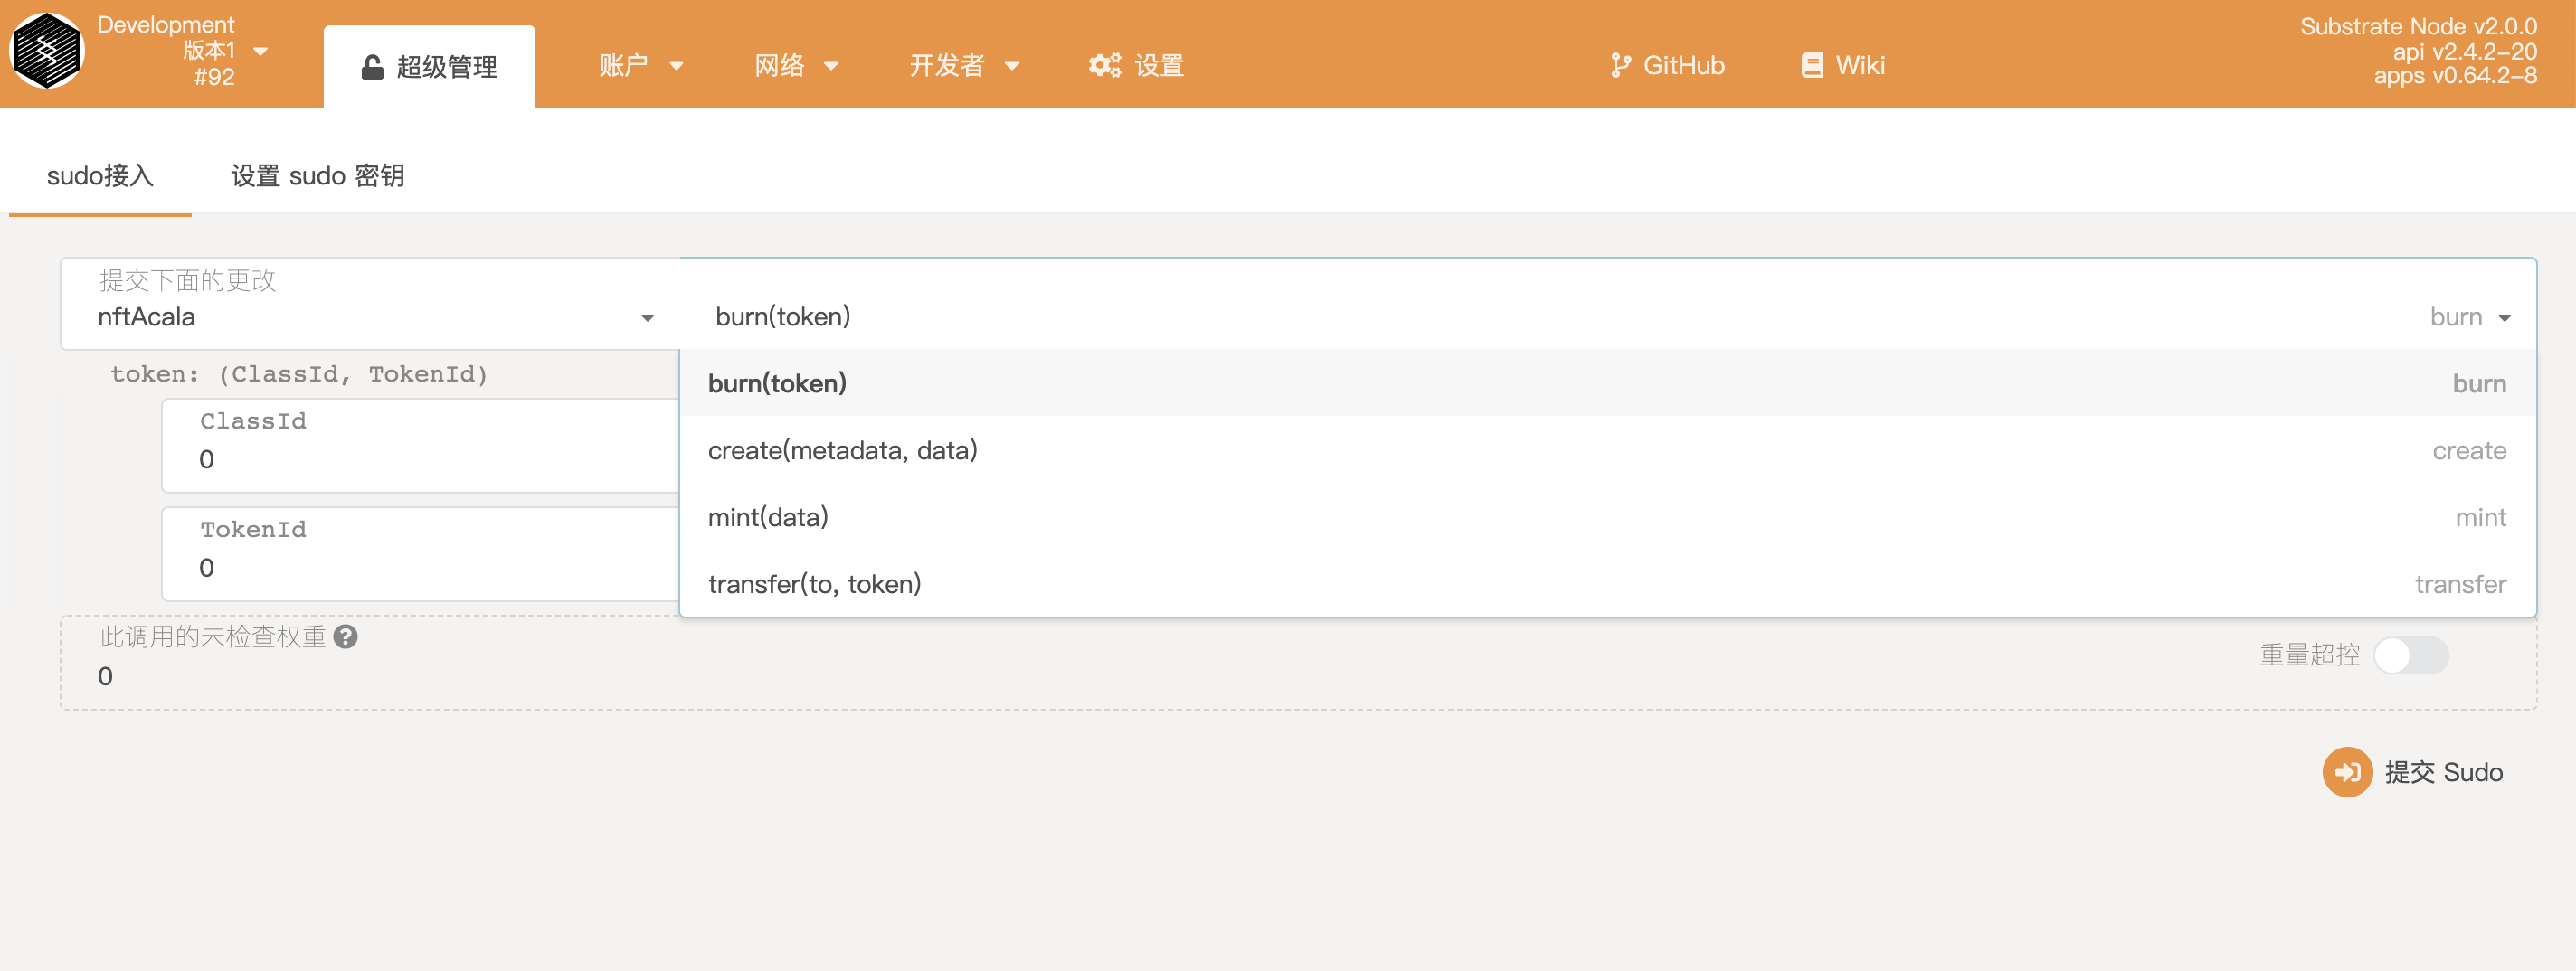 Development
版本1
#92
超级管理
账户
网络
开发者
设置
GitHub
Wiki
Substrate Node v2.0.0
api v2.4.2-20
apps v0.64.2-8
sudo接入
设置 sudo 密钥
提交下面的更改
nftAcala
burn(token)
burn
token: (ClassId, TokenId)
ClassId
0
TokenId
0
burn(token) burn
create(metadata, data) create
mint(data) mint
transfer(to, token) transfer
此调用的未检查权重 ?
0
重量超控
提交 Sudo